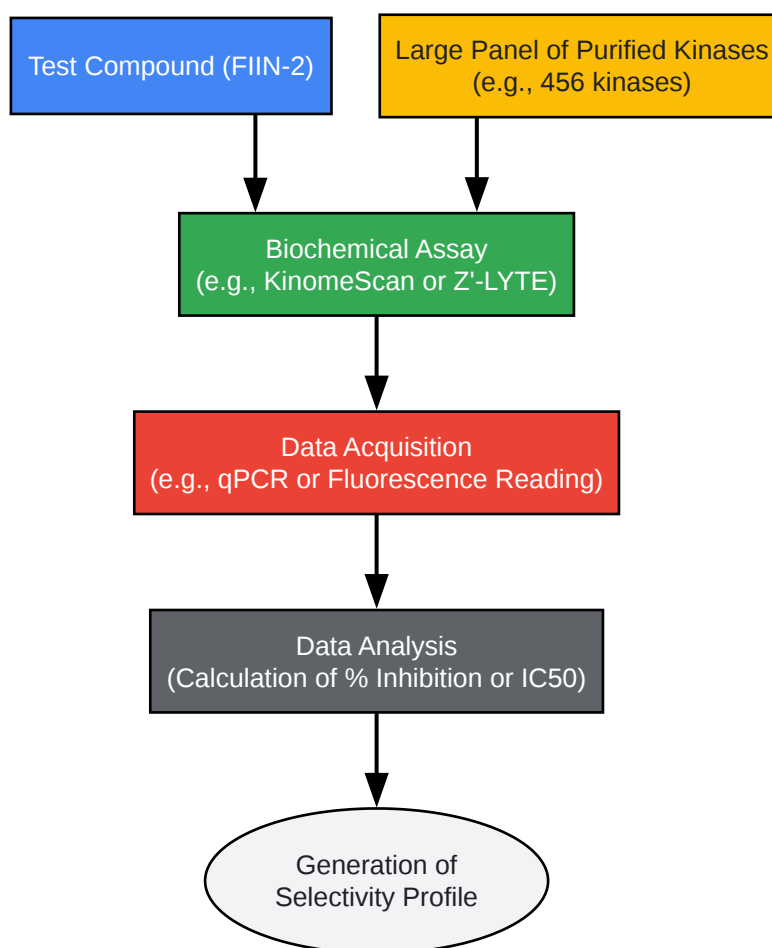 Test Compound (FIIN-2)
Large Panel of Purified Kinases
(e.g., 456 kinases)
Biochemical Assay
(e.g., KinomeScan or Z'-LYTE)
Data Acquisition
(e.g., qPCR or Fluorescence Reading)
Data Analysis
(Calculation of % Inhibition or IC50)
Generation of
Selectivity Profile